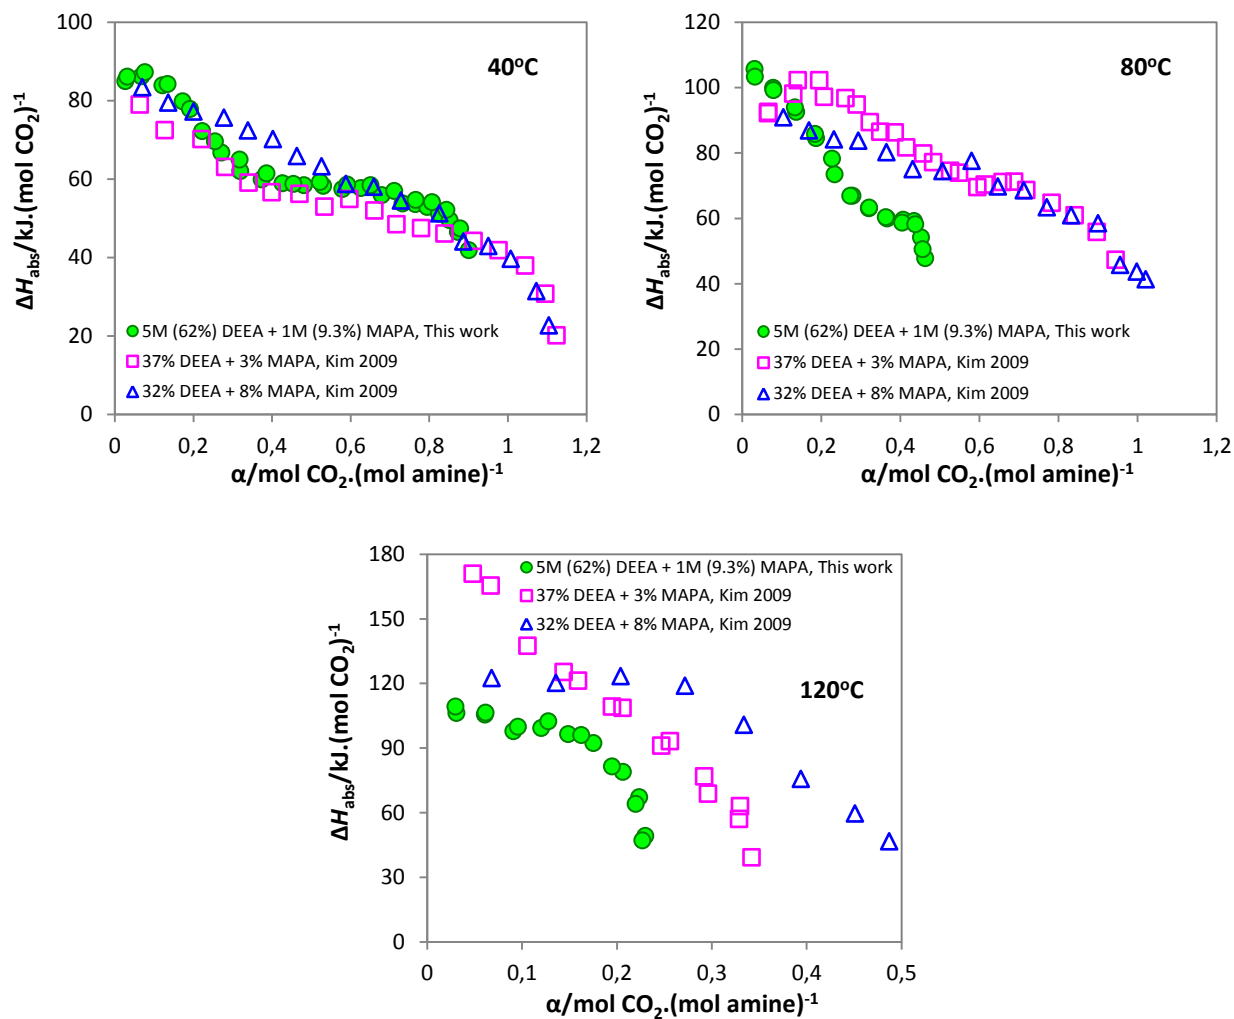 100
80
60
40
20
0
0
0,2
0,4
0,6
0,8
1
1,2
ΔHabs/kJ.(mol CO2)-1
α/mol CO2.(mol amine)-1
40oC
5M (62%) DEEA + 1M (9.3%) MAPA, This work
37% DEEA + 3% MAPA, Kim 2009
32% DEEA + 8% MAPA, Kim 2009
120
100
80
60
40
20
0
0
0,2
0,4
0,6
0,8
1
1,2
ΔHabs/kJ.(mol CO2)-1
α/mol CO2.(mol amine)-1
80oC
5M (62%) DEEA + 1M (9.3%) MAPA, This work
37% DEEA + 3% MAPA, Kim 2009
32% DEEA + 8% MAPA, Kim 2009
180
150
120
90
60
30
0
0
0,1
0,2
0,3
0,4
0,5
ΔHabs/kJ.(mol CO2)-1
α/mol CO2.(mol amine)-1
5M (62%) DEEA + 1M (9.3%) MAPA, This work
37% DEEA + 3% MAPA, Kim 2009
32% DEEA + 8% MAPA, Kim 2009
120oC